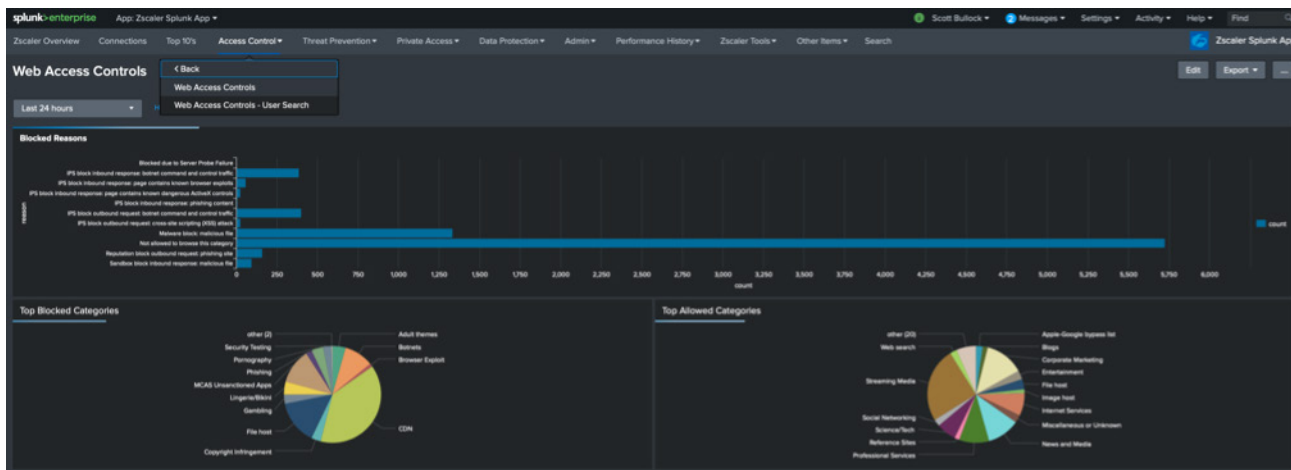 splunk>enterprise App: Zscaler Splunk App Scott Bullock 2 Messages Settings Activity Help Find
Zscaler Overview Connections Top 10's Access Control Threat Prevention Private Access Data Protection Admin Performance History Zscaler Tools Other Items Search Zscaler Splunk Ap
Web Access Controls
< Back
Web Access Controls
Web Access Controls - User Search
Edit Export ...
Last 24 hours
Blocked Reasons
reason
Blocked due to Server Probe Failure
IPS block inbound response: botnet command and control traffic
IPS block inbound response: page contains known browser exploits
IPS block inbound response: page contains known dangerous ActiveX controls
IPS block inbound response: phishing content
IPS block outbound request: botnet command and control traffic
IPS block outbound request: cross-site scripting (XSS) attack
Malware block: malicious file
Not allowed to browse this category
Reputation block outbound request: phishing site
Sandbox block inbound response: malicious file
0 250 500 750 1,000 1,250 1,500 1,750 2,000 2,250 2,500 2,750 3,000 3,250 3,500 3,750 4,000 4,250 4,500 4,750 5,000 5,250 5,500 5,750 6,000
count
count
Top Blocked Categories
other (2)
Security Testing
Pornography
Phishing
MCAS Unsanctioned Apps
Lingerie/Bikini
Gambling
File host
Copyright Infringement
Adult themes
Botnets
Browser Exploit
CDN
Top Allowed Categories
other (20)
Web search
Streaming Media
Social Networking
Science/Tech
Reference Sites
Professional Services
Apple-Google bypass list
Blogs
Corporate Marketing
Entertainment
File host
Image host
Internet Services
Miscellaneous or Unknown
News and Media